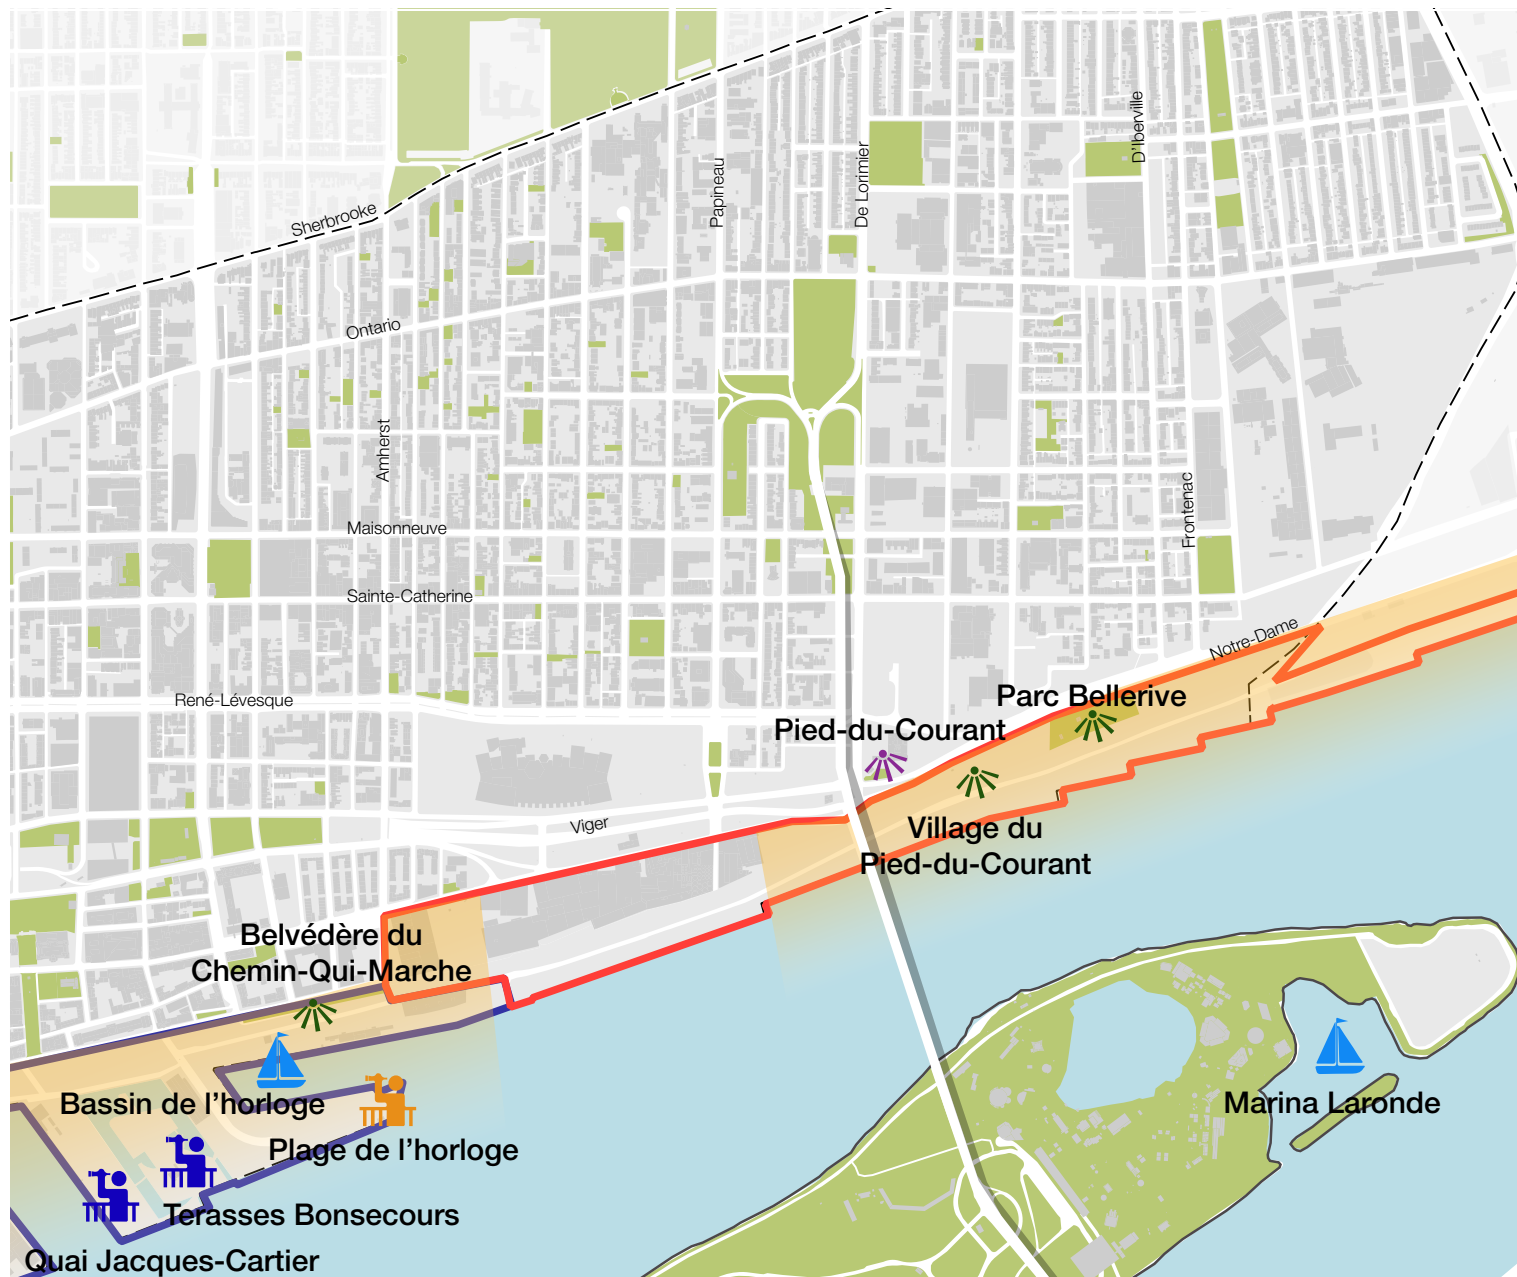 D'Iberville
Papineau
De Lorimier
Sherbrooke
Ontario
Amherst
Frontenac
Maisonneuve
Sainte-Catherine
Notre-Dame
René-Lévesque
Parc Bellerive
Pied-du-Courant
Viger
Village du
Pied-du-Courant
Belvédère du
Chemin-Qui-Marche
Bassin de l'horloge
Marina Laronde
Plage de l'horloge
Terasses Bonsecours
Quai Jacques-Cartier